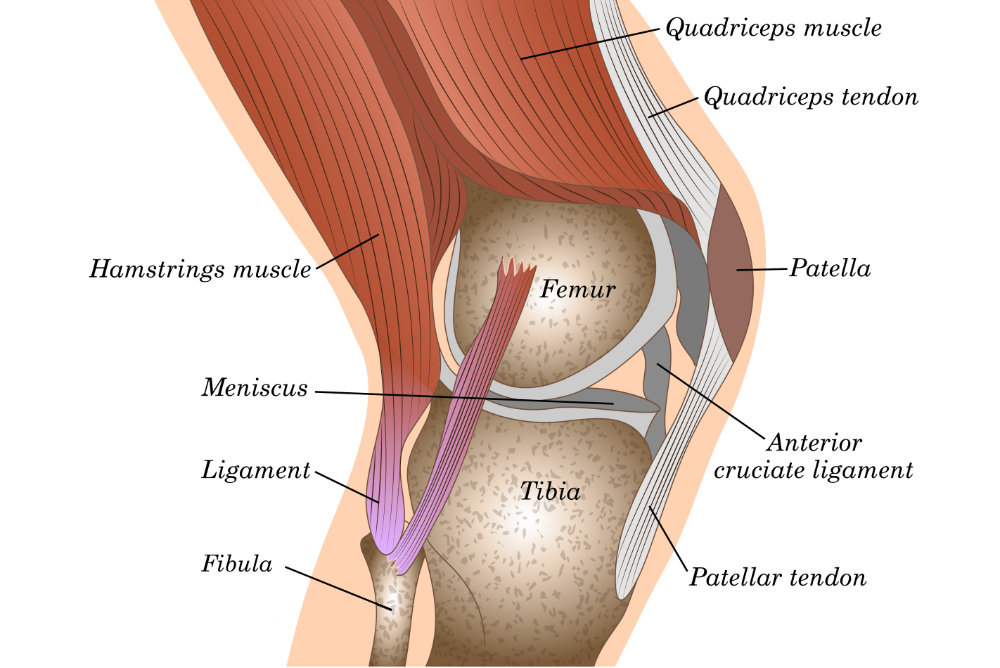 Quadriceps muscle
Quadriceps tendon
Hamstrings muscle
Patella
Femur
Meniscus
Anterior
cruciate ligament
Ligament
Tibia
Fibula
Patellar tendon